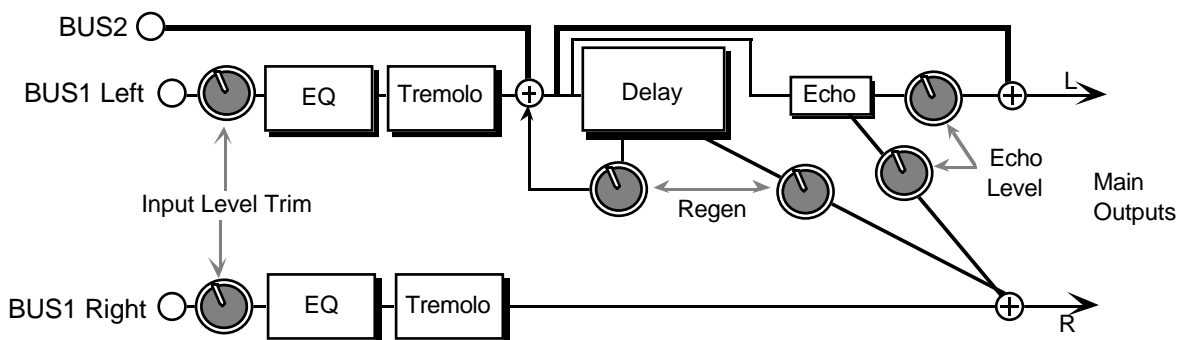 BUS2
BUS1 Left
EQ
Tremolo
Delay
Echo
L
Input Level Trim
Regen
Echo
Level
Main
Outputs
BUS1 Right
EQ
Tremolo
R